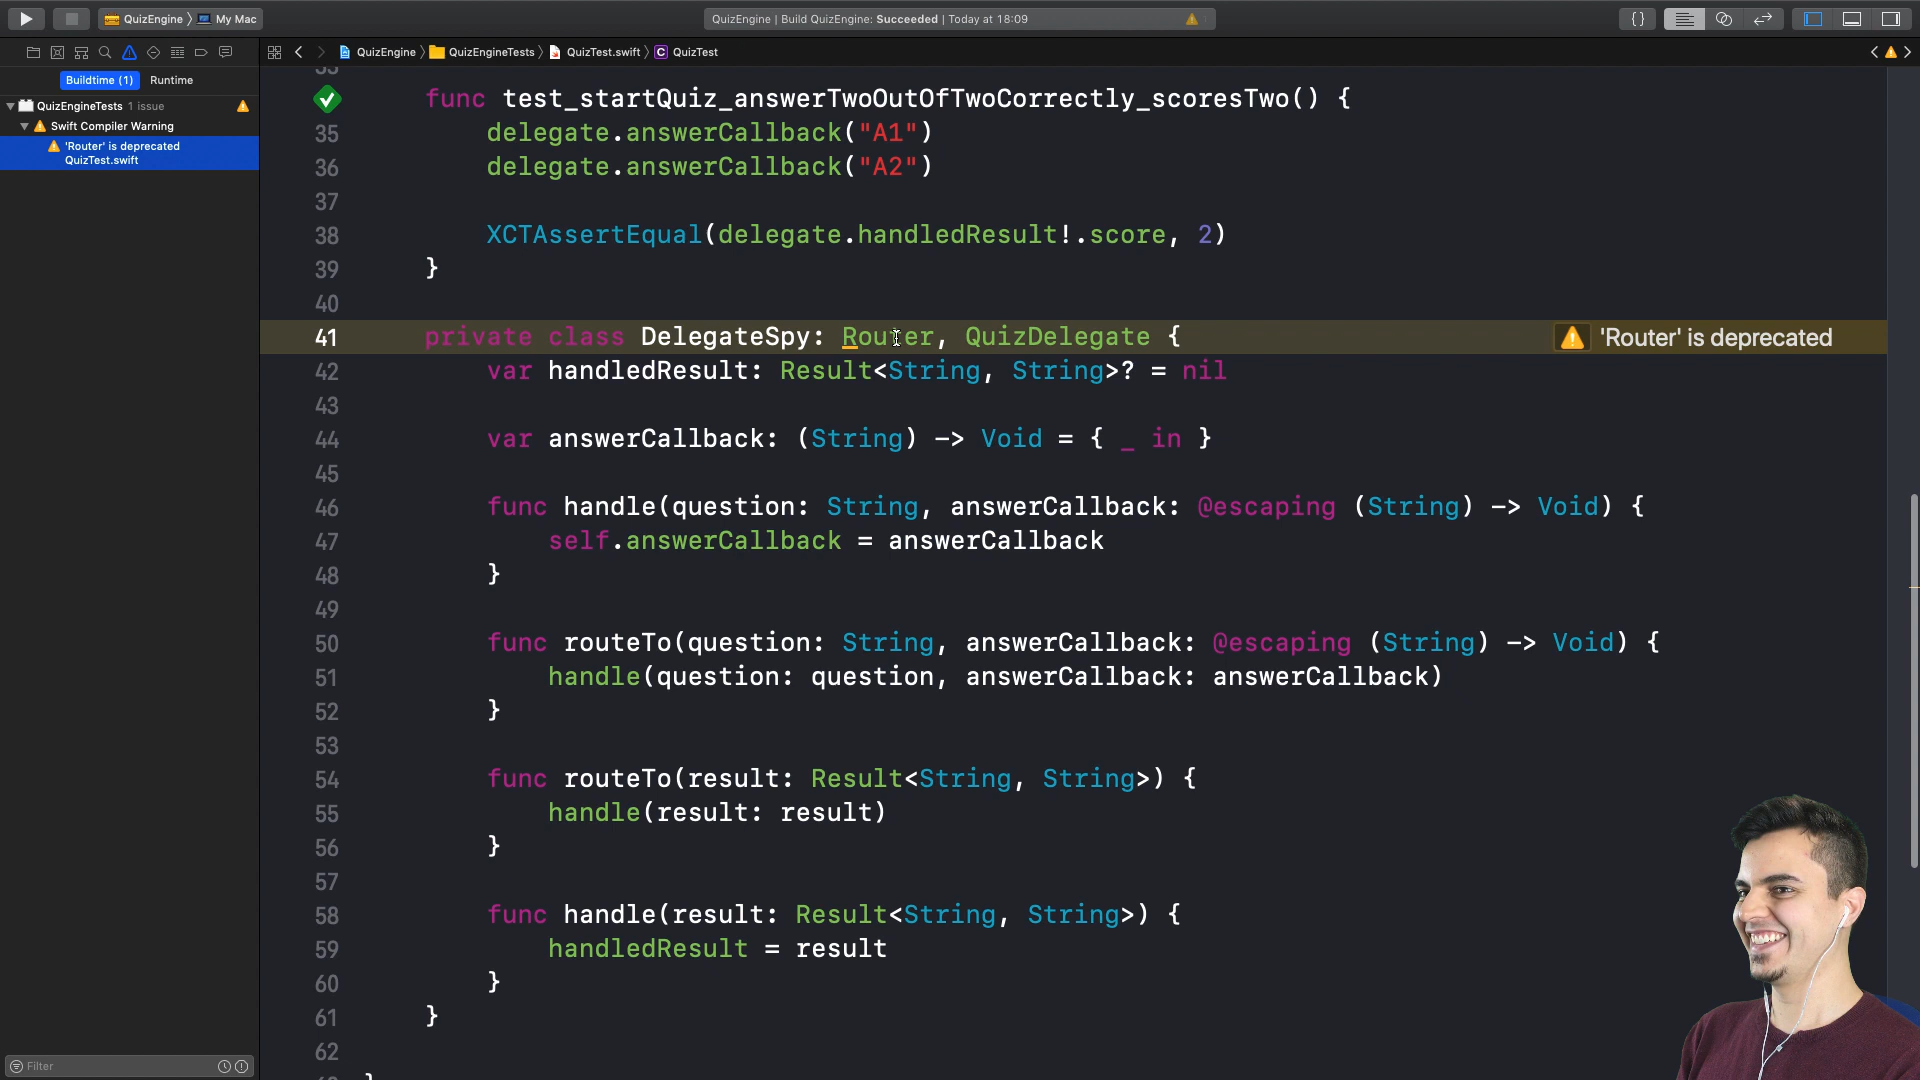 QuizEngine 〉 My Mac
QuizEngine | Build QuizEngine: Succeeded | Today at 18:09
{}
QuizEngine 〉 QuizEngineTests 〉 QuizTest.swift 〉 C QuizTest
Buildtime (1) Runtime
QuizEngineTests 1 issue
Swift Compiler Warning
'Router' is deprecated
QuizTest.swift
func test_startQuiz_answerTwoOutOfTwoCorrectly_scoresTwo() {
35 delegate.answerCallback("A1")
36 delegate.answerCallback("A2")
37
38 XCTAssertEqual(delegate.handledResult!.score, 2)
39 }
40
41 private class DelegateSpy: Router, QuizDelegate { 'Router' is deprecated
42 var handledResult: Result<String, String>? = nil
43
44 var answerCallback: (String) -> Void = { _ in }
45
46 func handle(question: String, answerCallback: @escaping (String) -> Void) {
47 self.answerCallback = answerCallback
48 }
49
50 func routeTo(question: String, answerCallback: @escaping (String) -> Void) {
51 handle(question: question, answerCallback: answerCallback)
52 }
53
54 func routeTo(result: Result<String, String>) {
55 handle(result: result)
56 }
57
58 func handle(result: Result<String, String>) {
59 handledResult = result
60 }
61 }
62
Filter